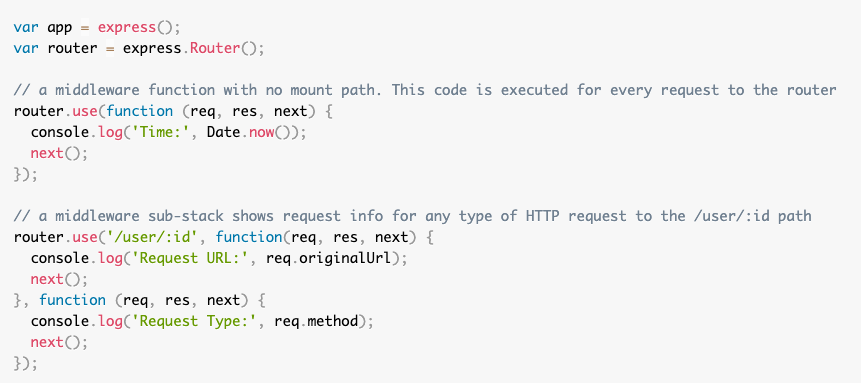 var app = express();
var router = express.Router();

// a middleware function with no mount path. This code is executed for every request to the router
router.use(function (req, res, next) {
  console.log('Time:', Date.now());
  next();
});

// a middleware sub-stack shows request info for any type of HTTP request to the /user/:id path
router.use('/user/:id', function(req, res, next) {
  console.log('Request URL:', req.originalUrl);
  next();
}, function (req, res, next) {
  console.log('Request Type:', req.method);
  next();
});